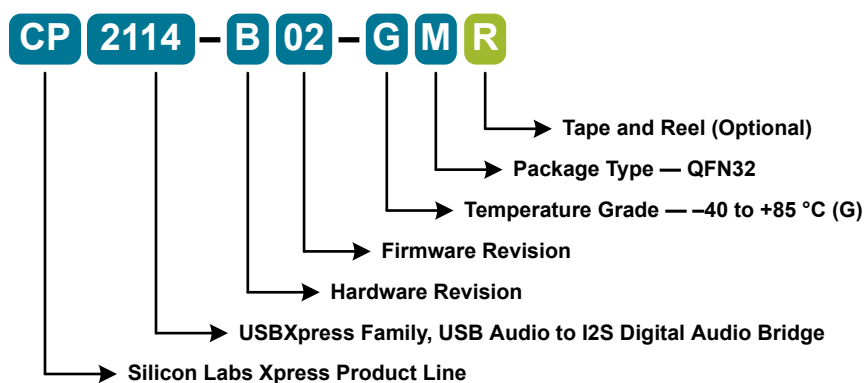 CP 2114 – B 02 – G M R
Tape and Reel (Optional)
Package Type — QFN32
Temperature Grade — –40 to +85 °C (G)
Firmware Revision
Hardware Revision
USBXpress Family, USB Audio to I2S Digital Audio Bridge
Silicon Labs Xpress Product Line